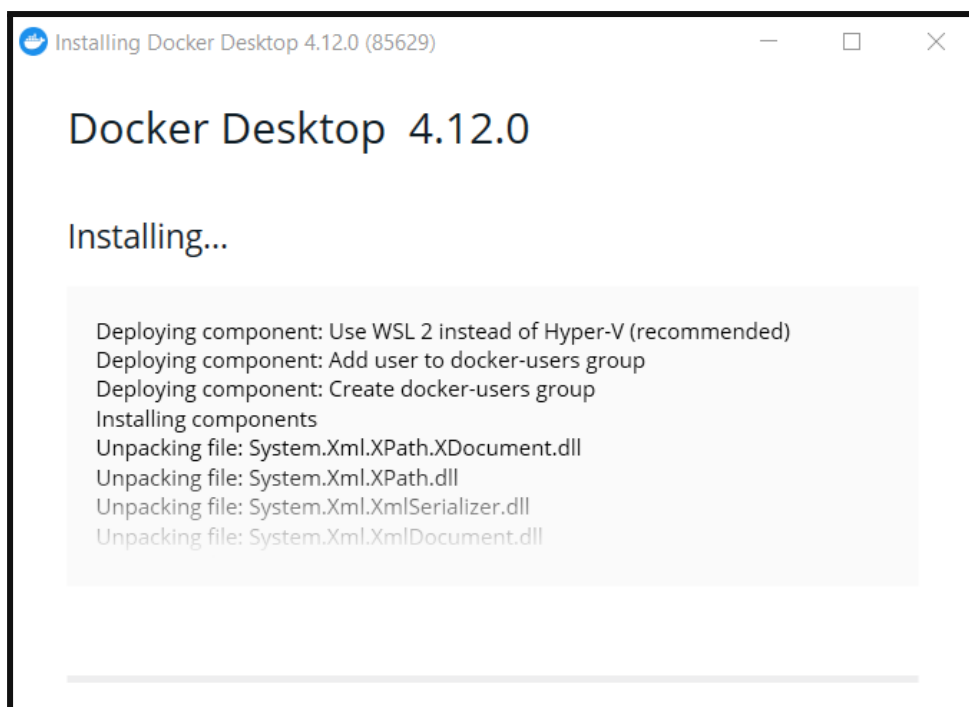 Installing Docker Desktop 4.12.0 (85629)
Docker Desktop 4.12.0
Installing...
Deploying component: Use WSL 2 instead of Hyper-V (recommended)
Deploying component: Add user to docker-users group
Deploying component: Create docker-users group
Installing components
Unpacking file: System.Xml.XPath.XDocument.dll
Unpacking file: System.Xml.XPath.dll
Unpacking file: System.Xml.XmlSerializer.dll
Unpacking file: System.Xml.XmlDocument.dll